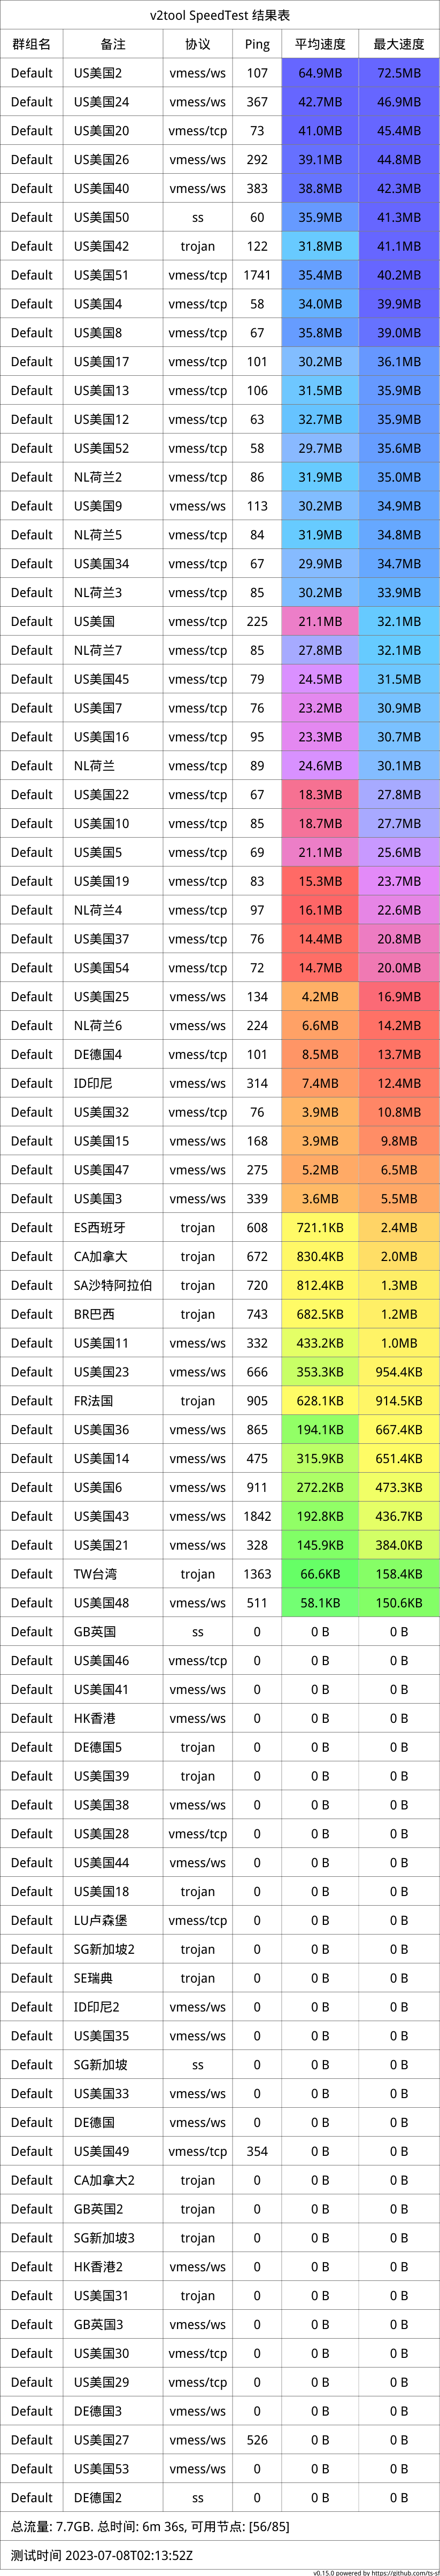 v2tool SpeedTest 结果表
群组名 备注 协议 Ping 平均速度 最大速度
Default US美国2 vmess/ws 107 64.9MB 72.5MB
Default US美国24 vmess/ws 367 42.7MB 46.9MB
Default US美国20 vmess/tcp 73 41.0MB 45.4MB
Default US美国26 vmess/ws 292 39.1MB 44.8MB
Default US美国40 vmess/ws 383 38.8MB 42.3MB
Default US美国50 ss 60 35.9MB 41.3MB
Default US美国42 trojan 122 31.8MB 41.1MB
Default US美国51 vmess/tcp 1741 35.4MB 40.2MB
Default US美国4 vmess/tcp 58 34.0MB 39.9MB
Default US美国8 vmess/tcp 67 35.8MB 39.0MB
Default US美国17 vmess/tcp 101 30.2MB 36.1MB
Default US美国13 vmess/tcp 106 31.5MB 35.9MB
Default US美国12 vmess/tcp 63 32.7MB 35.9MB
Default US美国52 vmess/tcp 58 29.7MB 35.6MB
Default NL荷兰2 vmess/tcp 86 31.9MB 35.0MB
Default US美国9 vmess/ws 113 30.2MB 34.9MB
Default NL荷兰5 vmess/tcp 84 31.9MB 34.8MB
Default US美国34 vmess/tcp 67 29.9MB 34.7MB
Default NL荷兰3 vmess/tcp 85 30.2MB 33.9MB
Default US美国 vmess/tcp 225 21.1MB 32.1MB
Default NL荷兰7 vmess/tcp 85 27.8MB 32.1MB
Default US美国45 vmess/tcp 79 24.5MB 31.5MB
Default US美国7 vmess/tcp 76 23.2MB 30.9MB
Default US美国16 vmess/tcp 95 23.3MB 30.7MB
Default NL荷兰 vmess/tcp 89 24.6MB 30.1MB
Default US美国22 vmess/tcp 67 18.3MB 27.8MB
Default US美国10 vmess/tcp 85 18.7MB 27.7MB
Default US美国5 vmess/tcp 69 21.1MB 25.6MB
Default US美国19 vmess/tcp 83 15.3MB 23.7MB
Default NL荷兰4 vmess/tcp 97 16.1MB 22.6MB
Default US美国37 vmess/tcp 76 14.4MB 20.8MB
Default US美国54 vmess/tcp 72 14.7MB 20.0MB
Default US美国25 vmess/ws 134 4.2MB 16.9MB
Default NL荷兰6 vmess/ws 224 6.6MB 14.2MB
Default DE德国4 vmess/tcp 101 8.5MB 13.7MB
Default ID印尼 vmess/ws 314 7.4MB 12.4MB
Default US美国32 vmess/tcp 76 3.9MB 10.8MB
Default US美国15 vmess/ws 168 3.9MB 9.8MB
Default US美国47 vmess/ws 275 5.2MB 6.5MB
Default US美国3 vmess/ws 339 3.6MB 5.5MB
Default ES西班牙 trojan 608 721.1KB 2.4MB
Default CA加拿大 trojan 672 830.4KB 2.0MB
Default SA沙特阿拉伯 trojan 720 812.4KB 1.3MB
Default BR巴西 trojan 743 682.5KB 1.2MB
Default US美国11 vmess/ws 332 433.2KB 1.0MB
Default US美国23 vmess/ws 666 353.3KB 954.4KB
Default FR法国 trojan 905 628.1KB 914.5KB
Default US美国36 vmess/ws 865 194.1KB 667.4KB
Default US美国14 vmess/ws 475 315.9KB 651.4KB
Default US美国6 vmess/ws 911 272.2KB 473.3KB
Default US美国43 vmess/ws 1842 192.8KB 436.7KB
Default US美国21 vmess/ws 328 145.9KB 384.0KB
Default TW台湾 trojan 1363 66.6KB 158.4KB
Default US美国48 vmess/ws 511 58.1KB 150.6KB
Default GB英国 ss 0 0 B 0 B
Default US美国46 vmess/tcp 0 0 B 0 B
Default US美国41 vmess/ws 0 0 B 0 B
Default HK香港 vmess/ws 0 0 B 0 B
Default DE德国5 trojan 0 0 B 0 B
Default US美国39 trojan 0 0 B 0 B
Default US美国38 vmess/ws 0 0 B 0 B
Default US美国28 vmess/tcp 0 0 B 0 B
Default US美国44 vmess/ws 0 0 B 0 B
Default US美国18 trojan 0 0 B 0 B
Default LU卢森堡 vmess/tcp 0 0 B 0 B
Default SG新加坡2 trojan 0 0 B 0 B
Default SE瑞典 trojan 0 0 B 0 B
Default ID印尼2 vmess/ws 0 0 B 0 B
Default US美国35 vmess/ws 0 0 B 0 B
Default SG新加坡 ss 0 0 B 0 B
Default US美国33 vmess/ws 0 0 B 0 B
Default DE德国 vmess/ws 0 0 B 0 B
Default US美国49 vmess/tcp 354 0 B 0 B
Default CA加拿大2 trojan 0 0 B 0 B
Default GB英国2 trojan 0 0 B 0 B
Default SG新加坡3 trojan 0 0 B 0 B
Default HK香港2 vmess/ws 0 0 B 0 B
Default US美国31 trojan 0 0 B 0 B
Default GB英国3 vmess/ws 0 0 B 0 B
Default US美国30 vmess/tcp 0 0 B 0 B
Default US美国29 vmess/tcp 0 0 B 0 B
Default DE德国3 vmess/ws 0 0 B 0 B
Default US美国27 vmess/ws 526 0 B 0 B
Default US美国53 vmess/ws 0 0 B 0 B
Default DE德国2 ss 0 0 B 0 B
总流量: 7.7GB. 总时间: 6m 36s, 可用节点: [56/85]
测试时间 2023-07-08T02:13:52Z
v0.15.0 powered by https://github.com/ts-sf